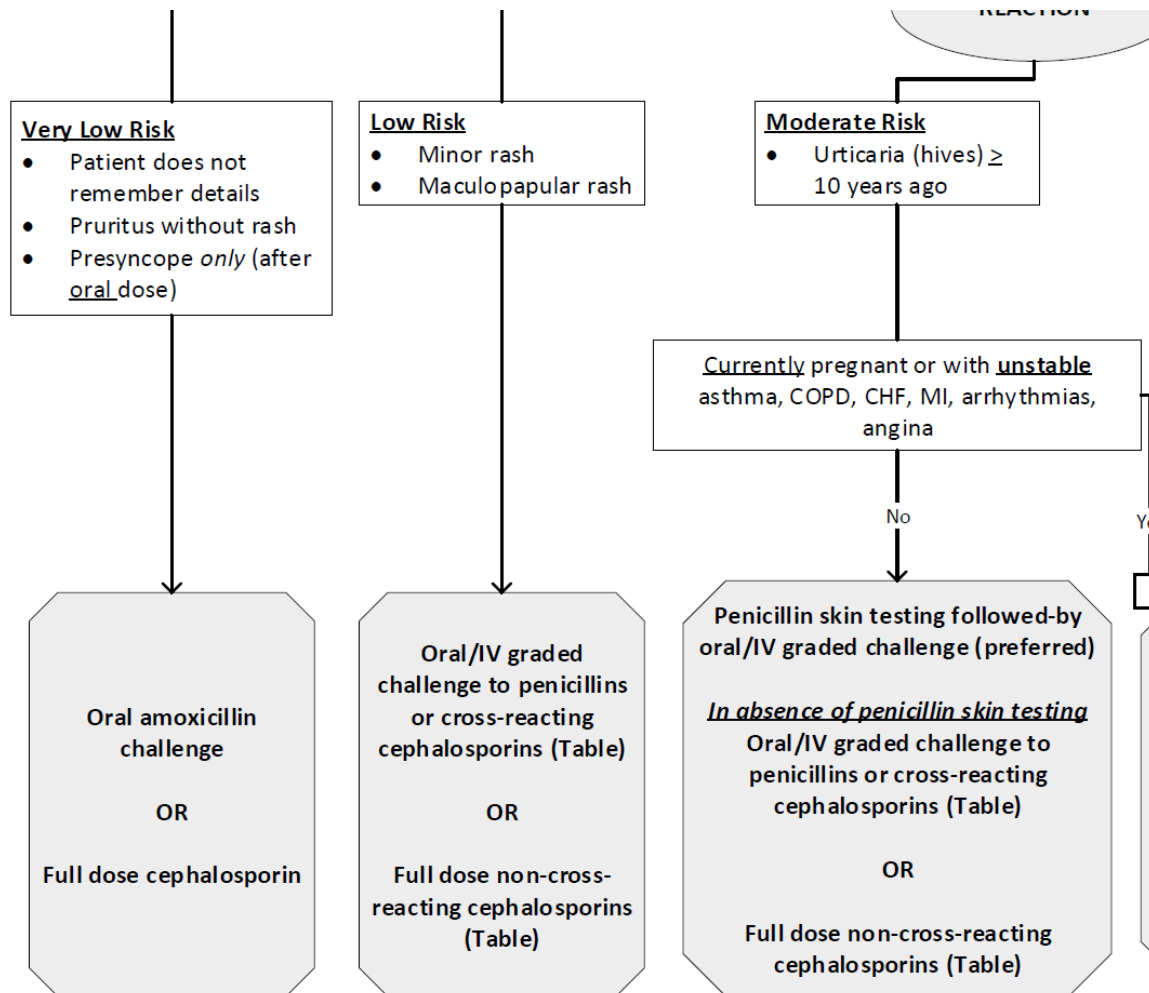 REACTION
Very Low Risk
● Patient does not
remember details
● Pruritus without rash
● Presyncope only (after
oral dose)
Low Risk
● Minor rash
● Maculopapular rash
Moderate Risk
● Urticaria (hives) ≥
10 years ago
Currently pregnant or with unstable
asthma, COPD, CHF, MI, arrhythmias,
angina
No
Oral amoxicillin
challenge
OR
Full dose cephalosporin
Oral/IV graded
challenge to penicillins
or cross-reacting
cephalosporins (Table)
OR
Full dose non-cross-
reacting cephalosporins
(Table)
Penicillin skin testing followed-by
oral/IV graded challenge (preferred)
In absence of penicillin skin testing
Oral/IV graded challenge to
penicillins or cross-reacting
cephalosporins (Table)
OR
Full dose non-cross-reacting
cephalosporins (Table)